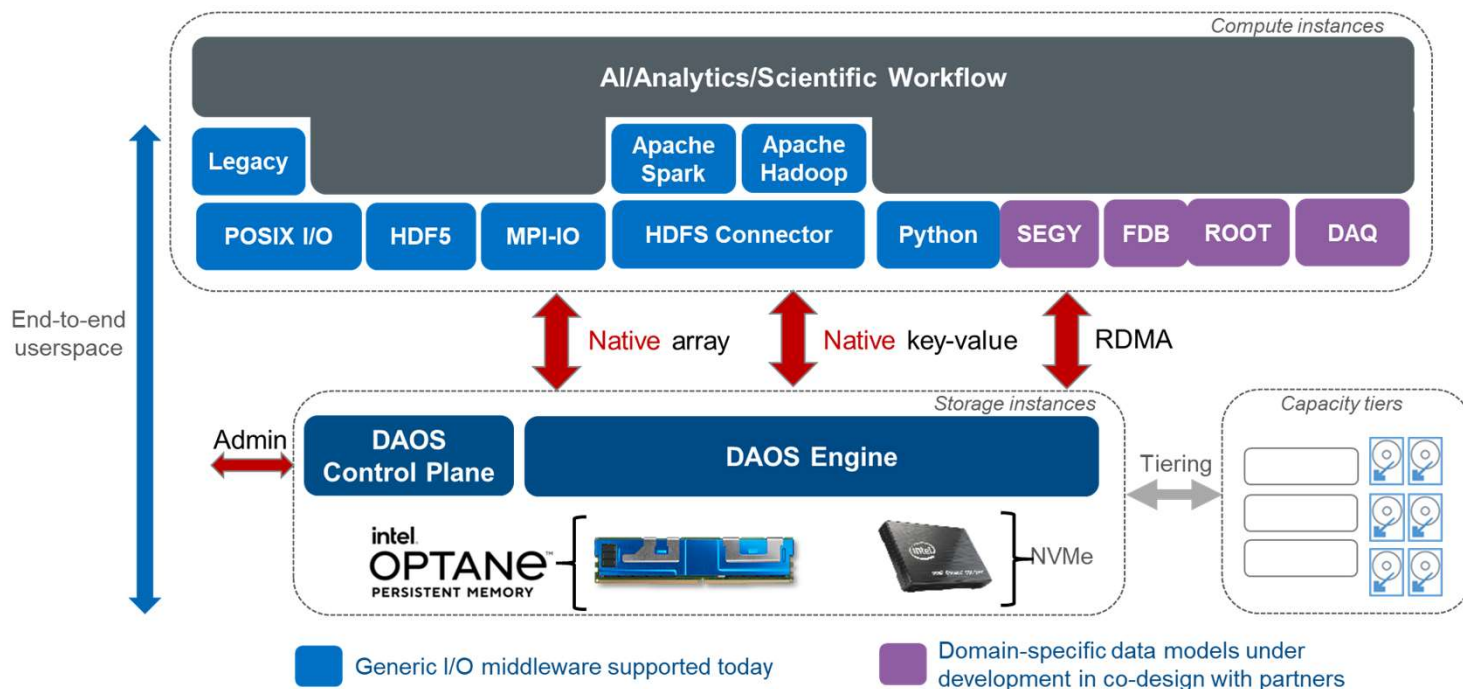 Compute instances
AI/Analytics/Scientific Workflow
Legacy
Apache
Spark
Apache
Hadoop
POSIX I/O
HDF5
MPI-IO
HDFS Connector
Python
SEGY
FDB
ROOT
DAQ
End-to-end
userspace
Native array
Native key-value
RDMA
Storage instances
Capacity tiers
Admin
DAOS
Control Plane
DAOS Engine
Tiering
intel
OPTANE™
PERSISTENT MEMORY
intel
NVMe
Generic I/O middleware supported today
Domain-specific data models under
development in co-design with partners